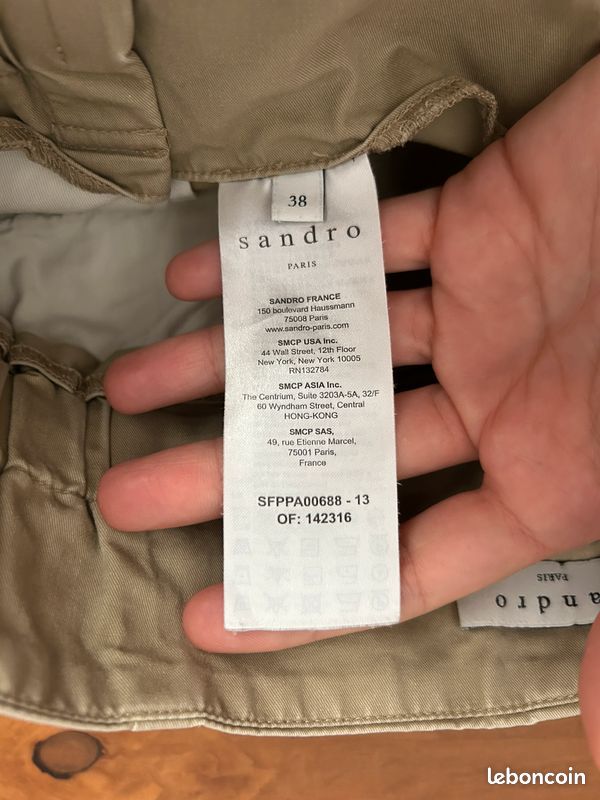 38
sandro
PARIS
SANDRO FRANCE
150 boulevard Haussmann
75008 Paris
www.sandro-paris.com
SMCP USA Inc.
44 Wall Street, 12th Floor
New York, New York 10005
RN132784
SMCP ASIA Inc.
The Centrium, Suite 3203A-5A, 32/F
60 Wyndham Street, Central
HONG-KONG
SMCP SAS,
49, rue Etienne Marcel,
75001 Paris,
France
SFPPA00688 - 13
OF: 142316
andro
PARIS
leboncoin